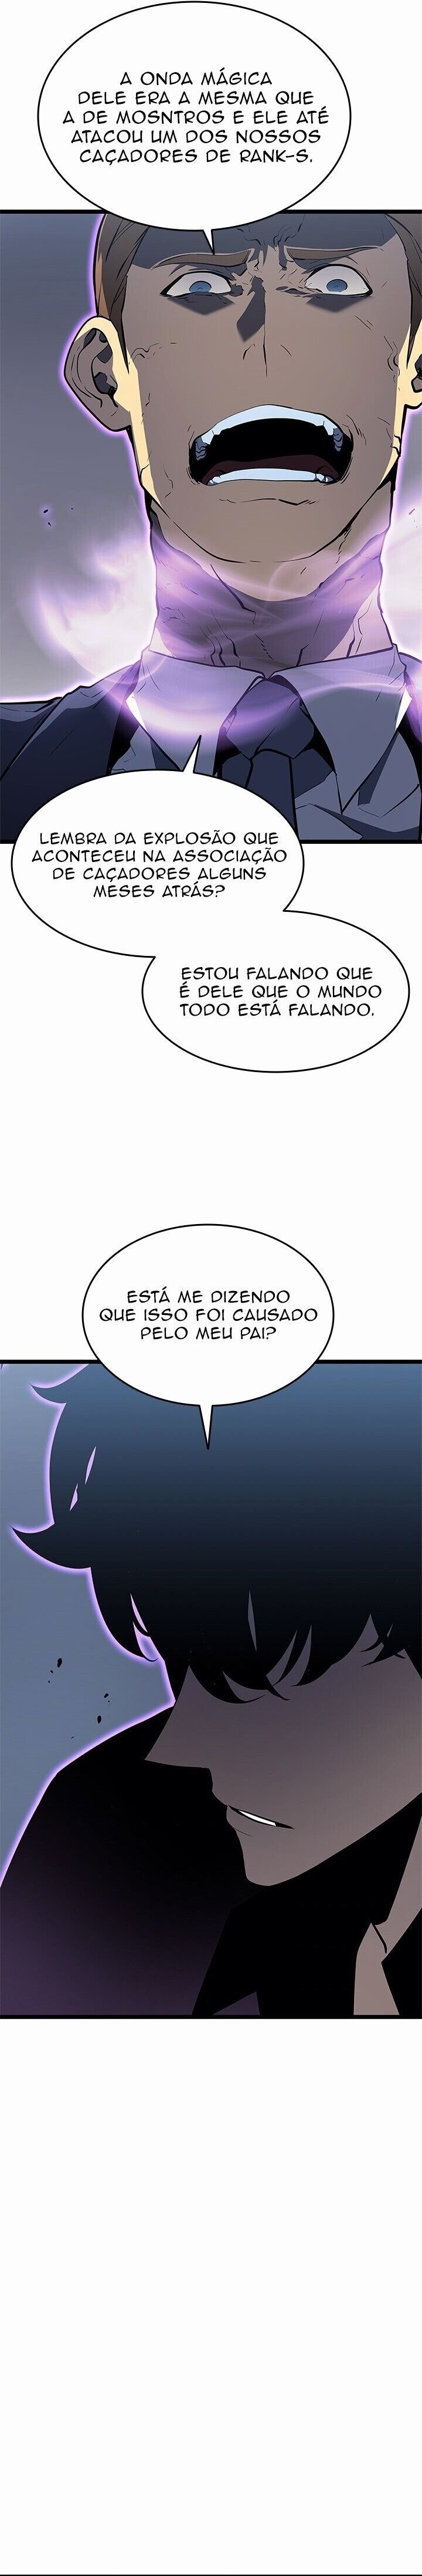 A ONDA MÁGICA
DELE ERA A MESMA QUE
A DE MOSNTROS E ELE ATÉ
ATACOU UM DOS NOSSOS
CAÇADORES DE RANK-S.
LEMBRA DA EXPLOSÃO QUE
ACONTECEU NA ASSOCIAÇÃO
DE CAÇADORES ALGUNS
MESES ATRÁS?
ESTOU FALANDO QUE
É DELE QUE O MUNDO
TODO ESTÁ FALANDO.
ESTÁ ME DIZENDO
QUE ISSO FOI CAUSADO
PELO MEU PAI?